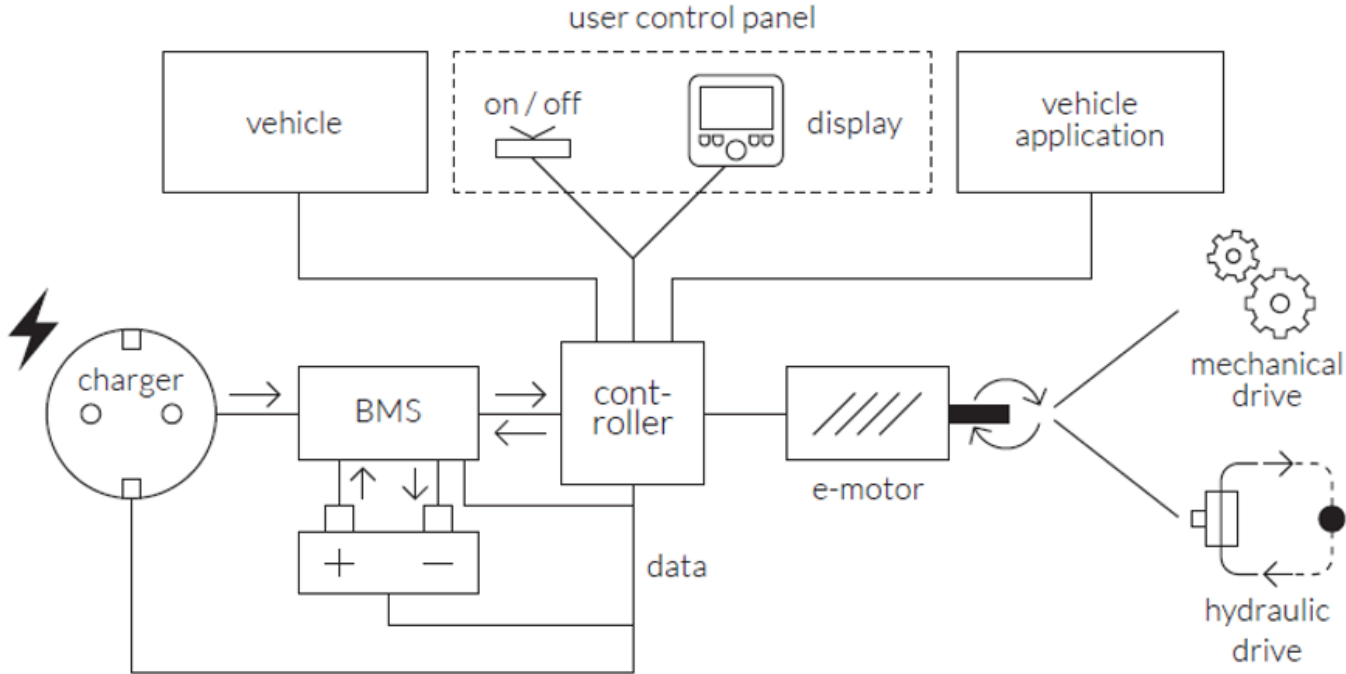 user control panel
vehicle
on / off
display
vehicle
application
charger
BMS
cont-
roller
e-motor
mechanical
drive
+ −
data
hydraulic
drive